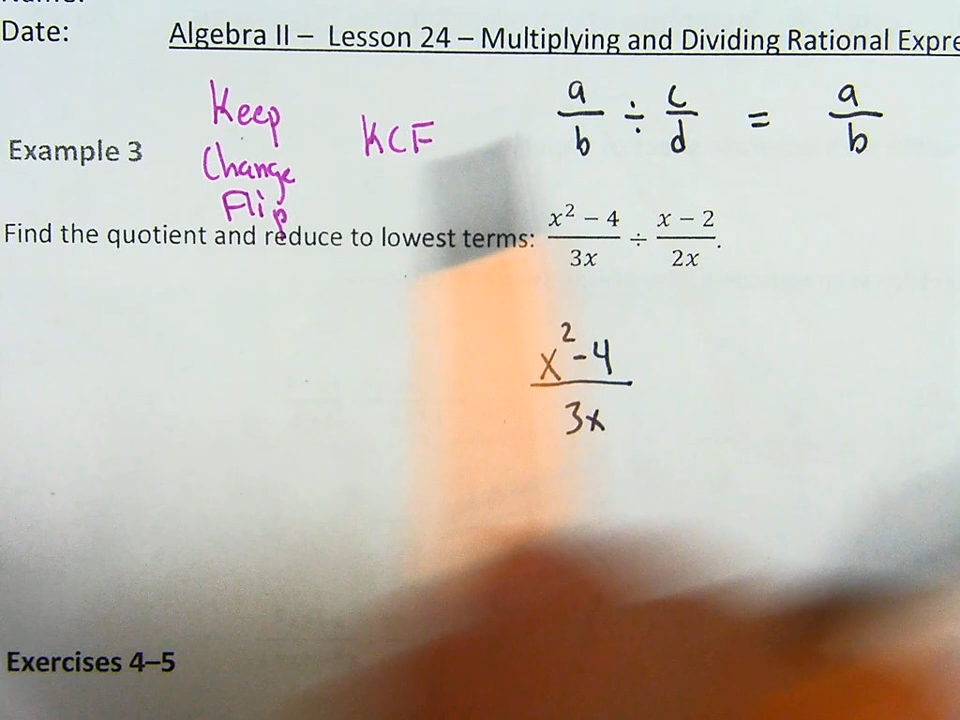 Date: Algebra II – Lesson 24 – Multiplying and Dividing Rational Expre
Keep
Change
Flip
KCF
a/b ÷ c/d = a/b
Example 3
Find the quotient and reduce to lowest terms: (x² − 4)/(3x) ÷ (x − 2)/(2x).
(x² - 4)/(3x)
Exercises 4–5